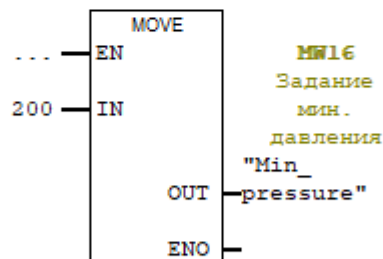 MOVE
... EN
MW16
Задание
мин.
давления
200 IN
"Min_
OUT pressure"
ENO